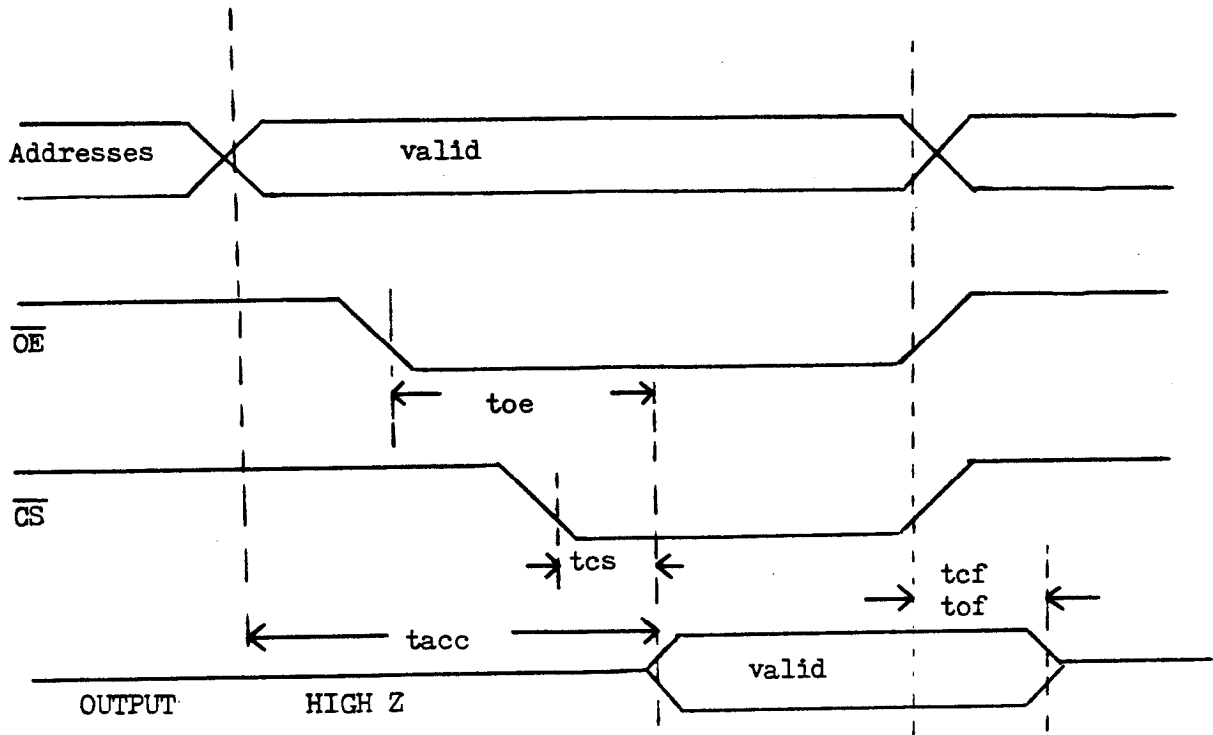 Addresses valid
OE
toe
CS
tcs
tcf
tof
tacc
valid
OUTPUT HIGH Z